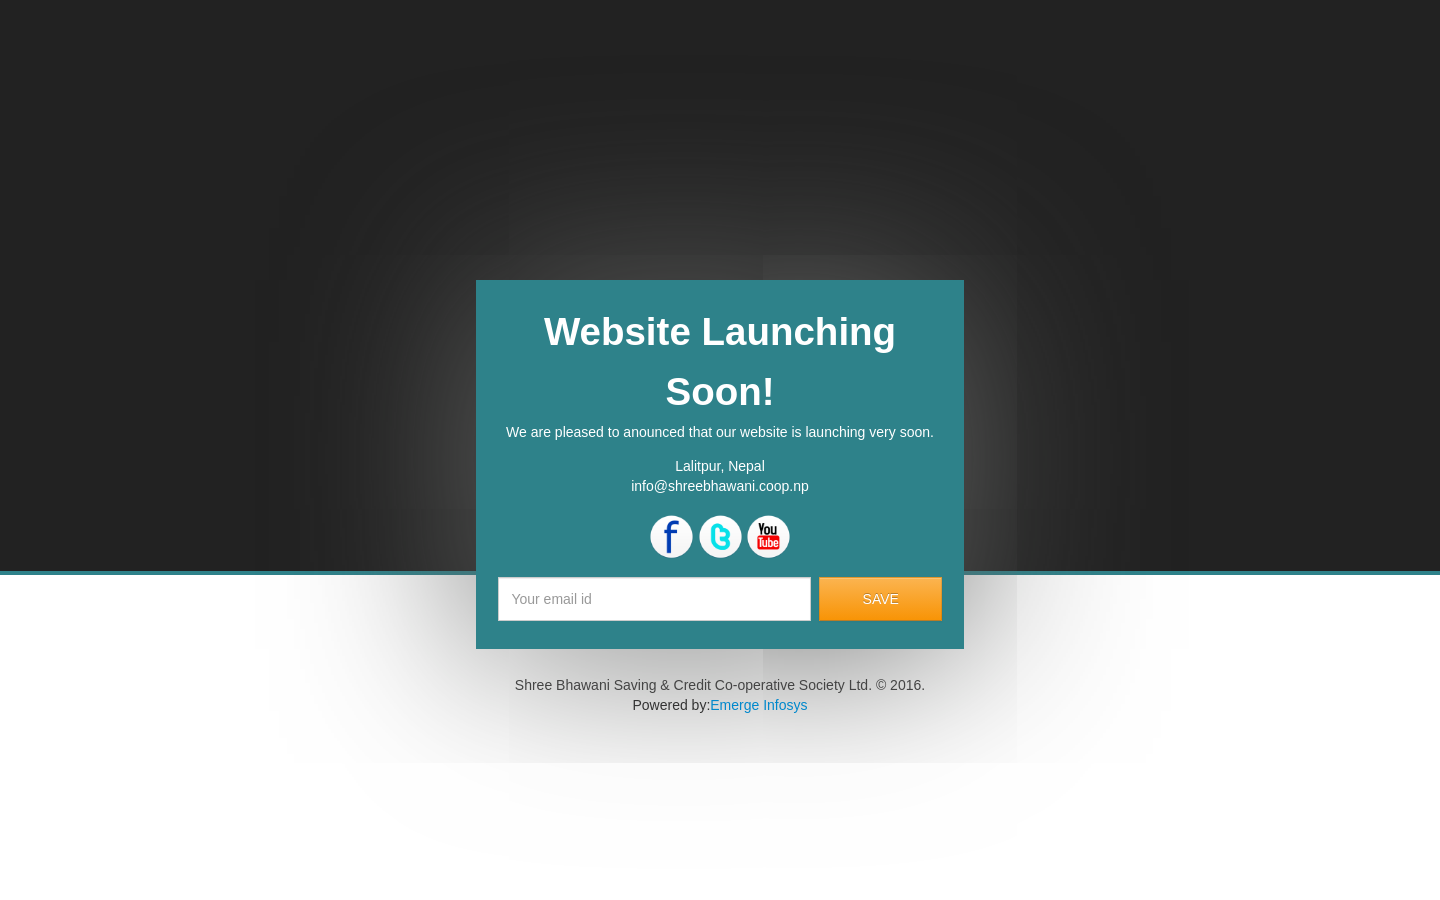 Website Launching
Soon!
We are pleased to anounced that our website is launching very soon.
Lalitpur, Nepal
info@shreebhawani.coop.np
f t You
Tube
Your email id SAVE
Shree Bhawani Saving & Credit Co-operative Society Ltd. © 2016.
Powered by:Emerge Infosys